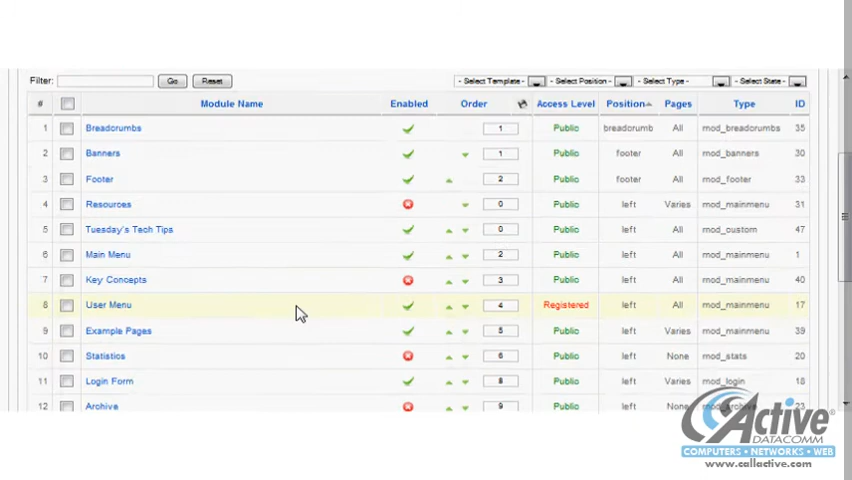 Filter: Go Reset - Select Template - - Select Position - - Select Type - - Select State -
# Module Name Enabled Order Access Level Position Pages Type ID
1 Breadcrumbs 1 Public breadcrumb All mod_breadcrumbs 35
2 Banners 1 Public footer All mod_banners 30
3 Footer 2 Public footer All mod_footer 33
4 Resources 0 Public left Varies mod_mainmenu 31
5 Tuesday's Tech Tips 0 Public left All mod_custom 47
6 Main Menu 2 Public left All mod_mainmenu 1
7 Key Concepts 3 Public left All mod_mainmenu 40
8 User Menu 4 Registered left All mod_mainmenu 17
9 Example Pages 5 Public left Varies mod_mainmenu 39
10 Statistics 6 Public left None mod_stats 20
11 Login Form 8 Public left Varies mod_login 18
12 Archive 9 Public left None mod_archive 23
Active
DATACOMM
COMPUTERS • NETWORKS • WEB
www.callactive.com